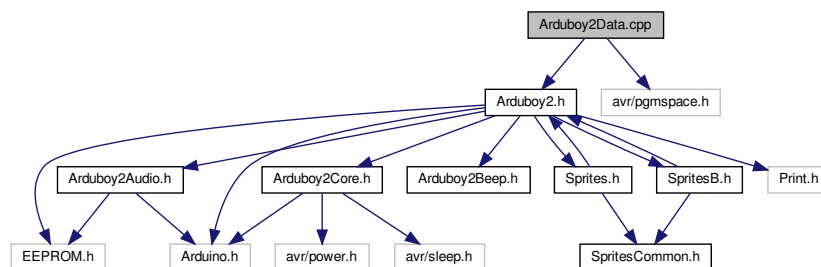 Arduboy2Data.cpp
Arduboy2.h
avr/pgmspace.h
Arduboy2Audio.h
Arduboy2Core.h
Arduboy2Beep.h
Sprites.h
SpritesB.h
Print.h
EEPROM.h
Arduino.h
avr/power.h
avr/sleep.h
SpritesCommon.h